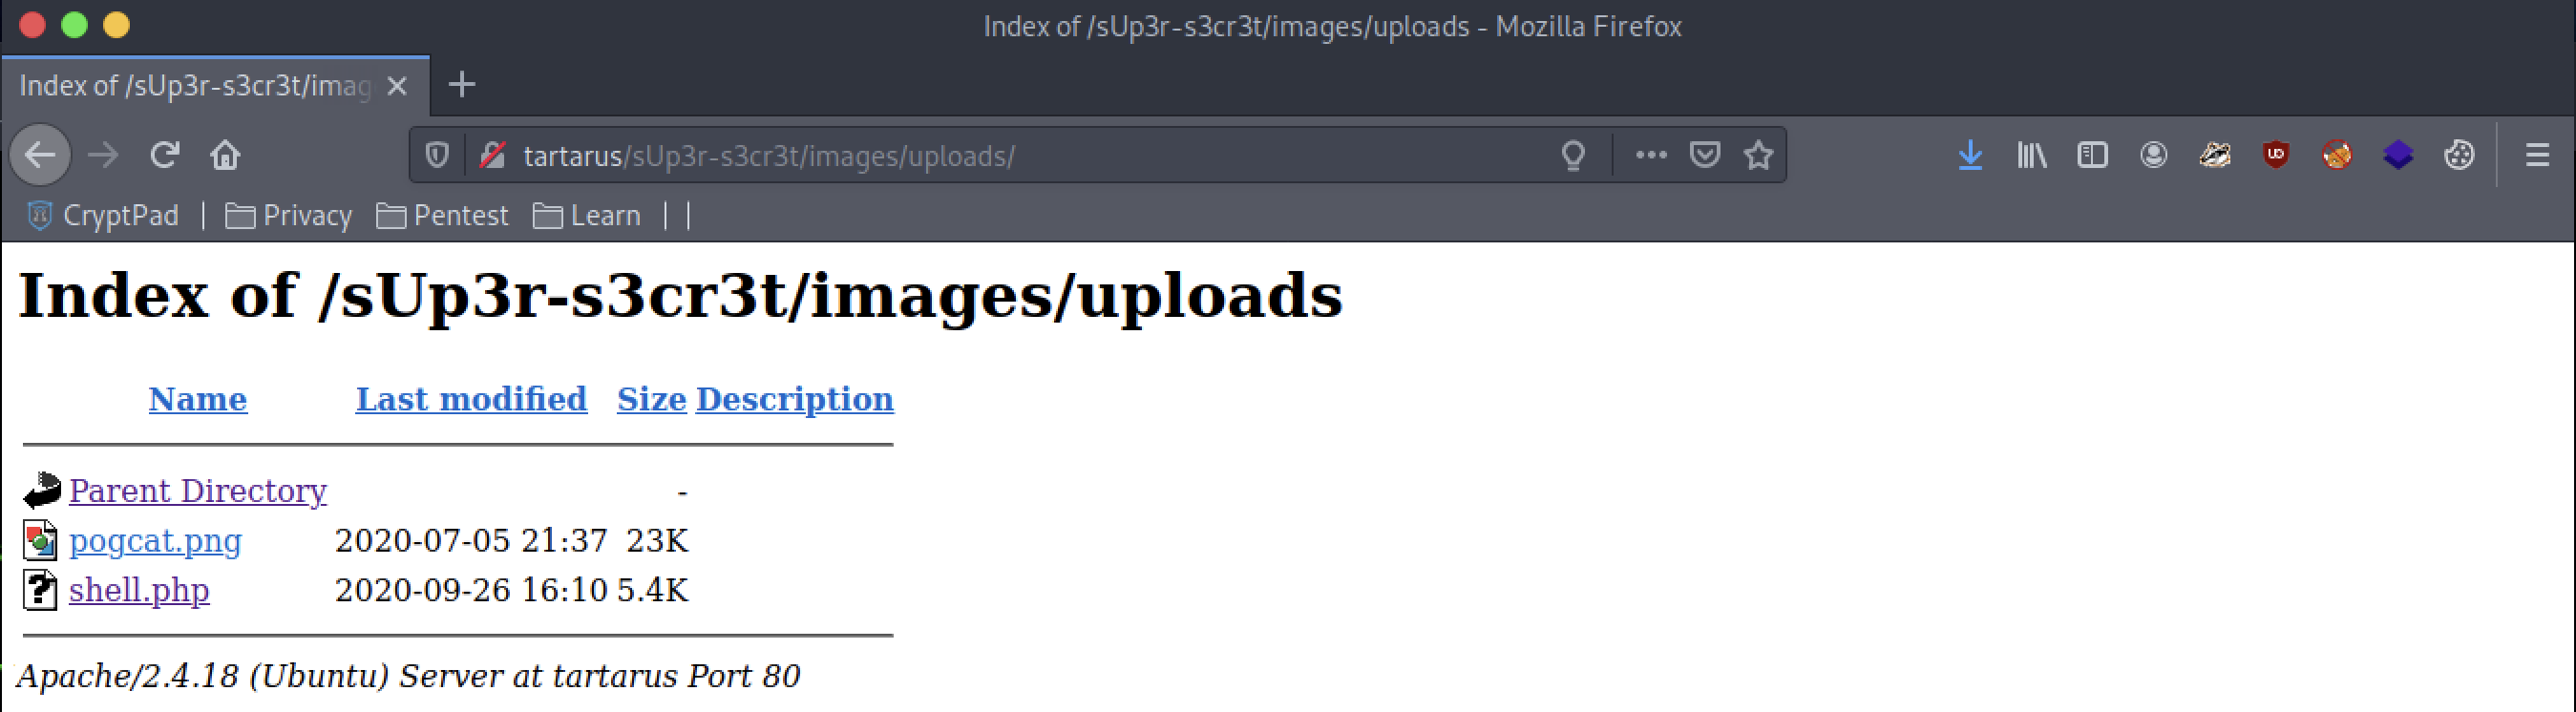 Index of /sUp3r-s3cr3t/images/uploads - Mozilla Firefox
Index of /sUp3r-s3cr3t/imag
tartarus/sUp3r-s3cr3t/images/uploads/
CryptPad | Privacy Pentest Learn | |
Index of /sUp3r-s3cr3t/images/uploads
Name Last modified Size Description
Parent Directory -
pogcat.png 2020-07-05 21:37 23K
shell.php 2020-09-26 16:10 5.4K
Apache/2.4.18 (Ubuntu) Server at tartarus Port 80